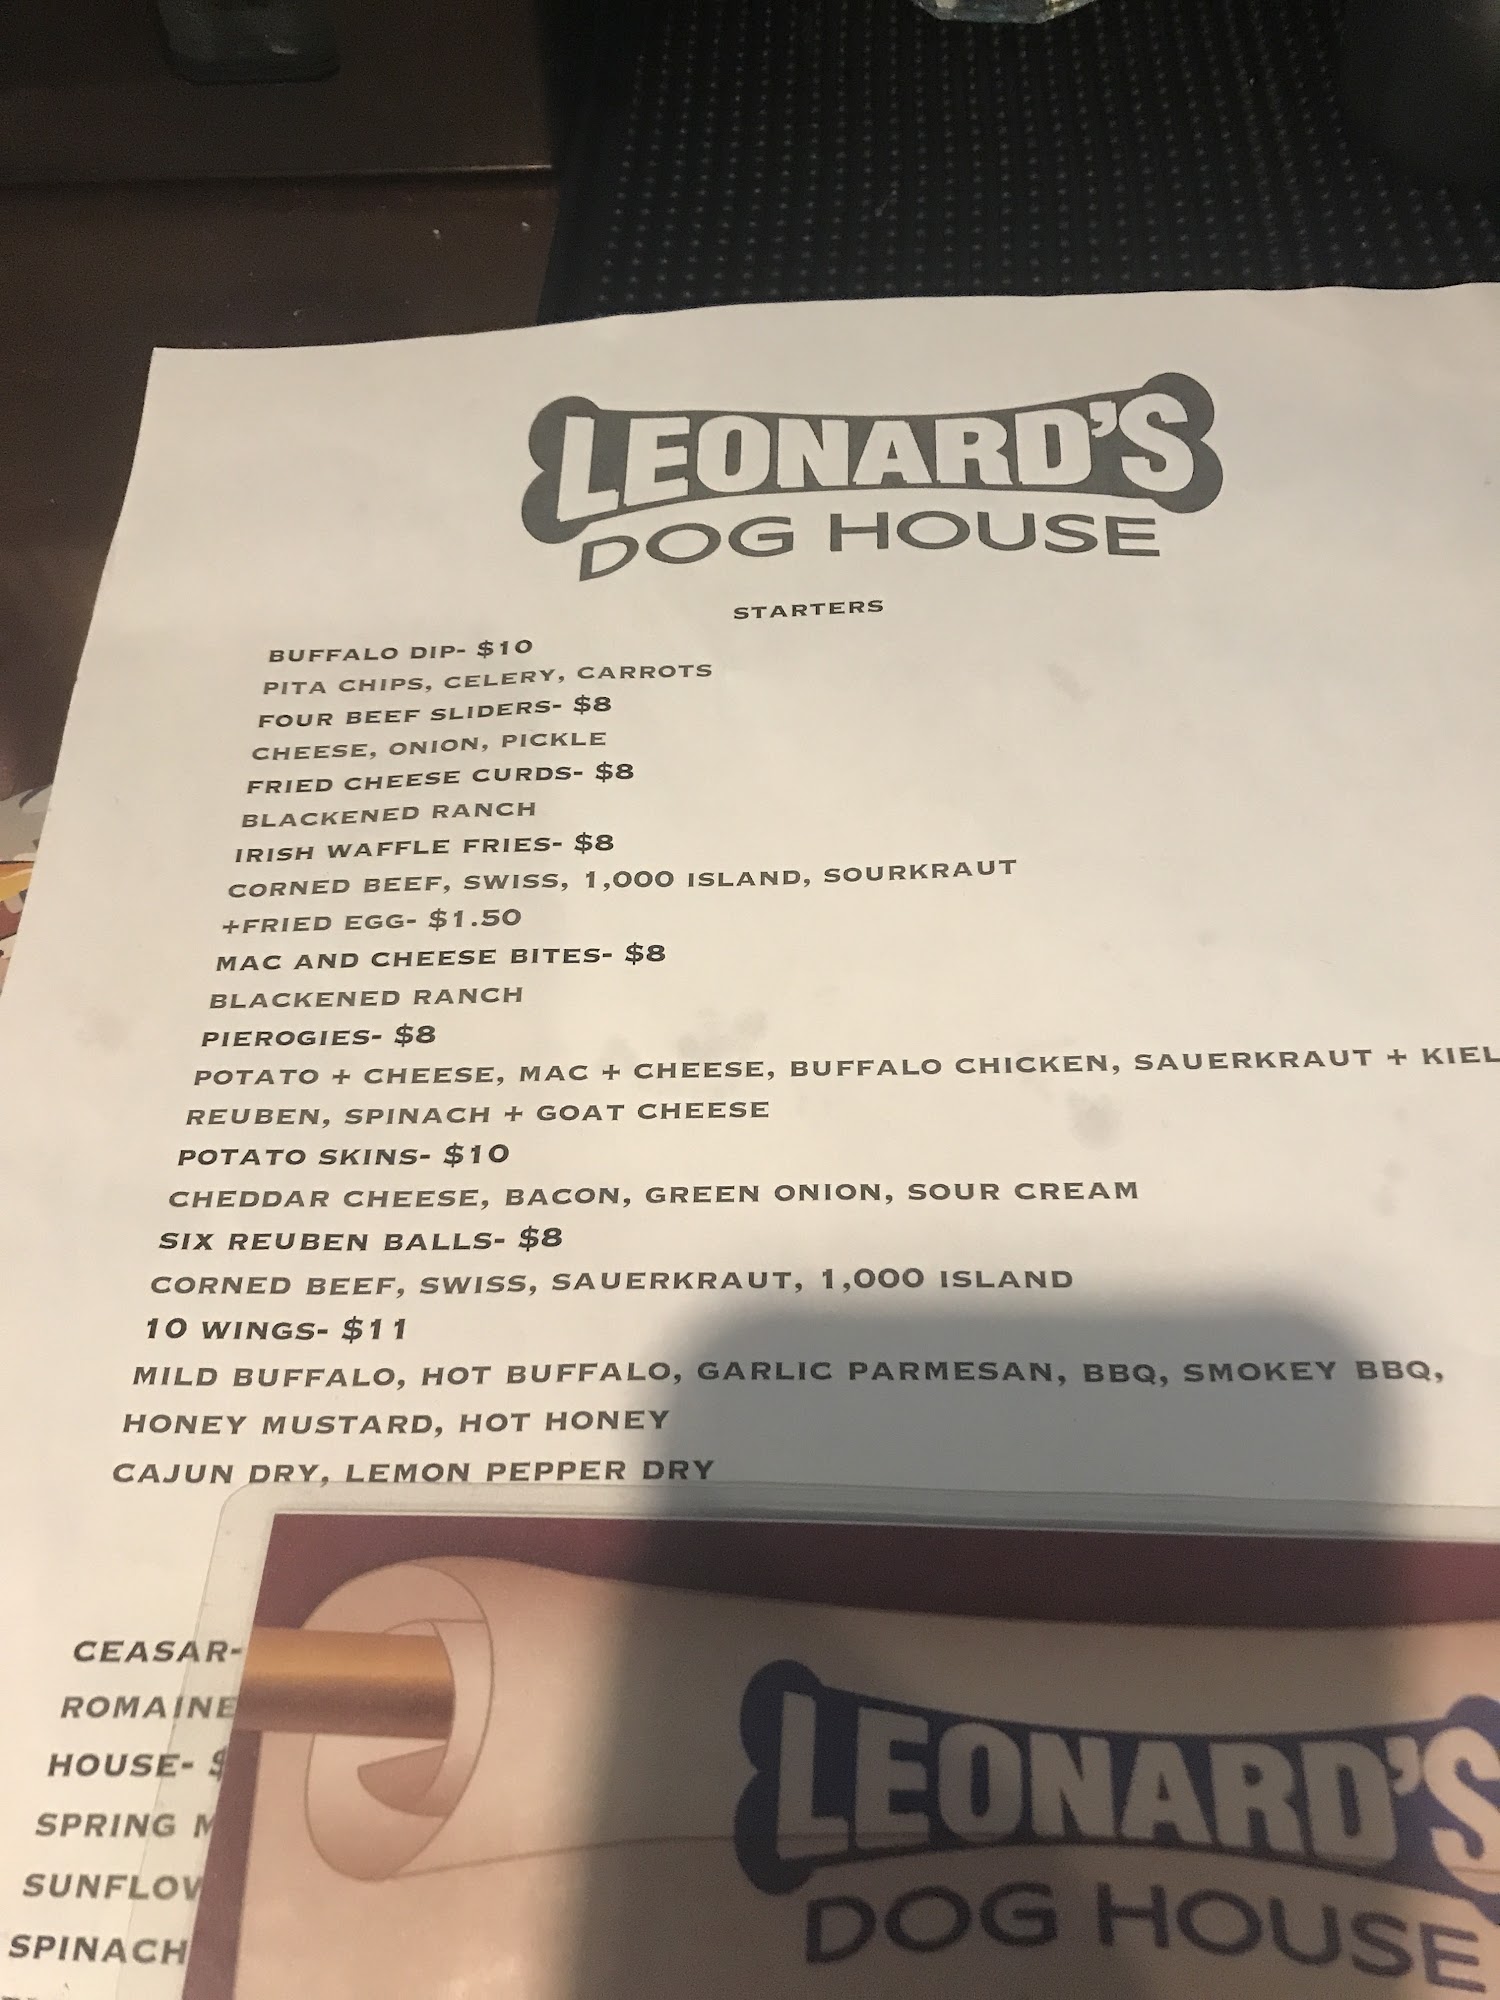 LEONARD'S
DOG HOUSE
STARTERS
BUFFALO DIP- $10
PITA CHIPS, CELERY, CARROTS
FOUR BEEF SLIDERS- $8
CHEESE, ONION, PICKLE
FRIED CHEESE CURDS- $8
BLACKENED RANCH
IRISH WAFFLE FRIES- $8
CORNED BEEF, SWISS, 1,000 ISLAND, SOURKRAUT
+FRIED EGG- $1.50
MAC AND CHEESE BITES- $8
BLACKENED RANCH
PIEROGIES- $8
POTATO + CHEESE, MAC + CHEESE, BUFFALO CHICKEN, SAUERKRAUT + KIEL
REUBEN, SPINACH + GOAT CHEESE
POTATO SKINS- $10
CHEDDAR CHEESE, BACON, GREEN ONION, SOUR CREAM
SIX REUBEN BALLS- $8
CORNED BEEF, SWISS, SAUERKRAUT, 1,000 ISLAND
10 WINGS- $11
MILD BUFFALO, HOT BUFFALO, GARLIC PARMESAN, BBQ, SMOKEY BBQ,
HONEY MUSTARD, HOT HONEY
CAJUN DRY, LEMON PEPPER DRY
CEASAR-
ROMAINE
HOUSE- $
SPRING M
SUNFLOW
SPINACH
LEONARD'S
DOG HOUSE